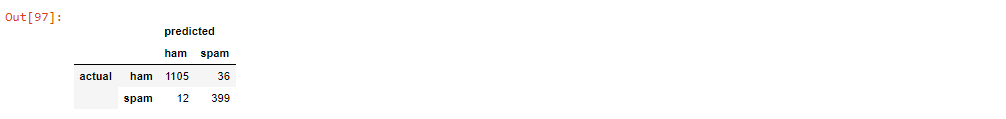 Out[97]:
predicted
ham spam
actual ham 1105 36
spam 12 399